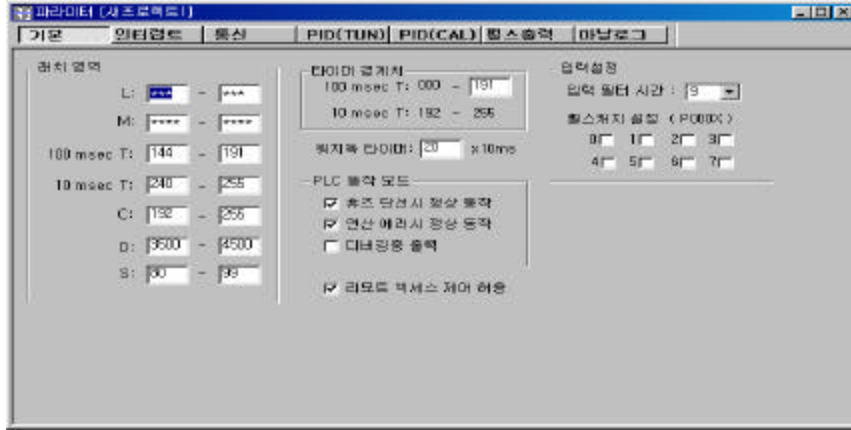 파라미터 [새프로젝트1]
기본 인터럽트 통신 PID(TUN) PID(CAL) 펄스출력 아날로그
래치 영역
L: *** - ***
M: **** - ****
100 msec T: 144 - 191
10 msec T: 240 - 255
C: 192 - 255
D: 3500 - 4500
S: 80 - 99
타이머 경계치
100 msec T: 000 - 191
10 msec T: 192 - 255
워치독 타이머: 20 x 10ms
PLC 동작 모드
휴즈 단선시 정상 동작
연산 에러시 정상 동작
디버깅중 출력
리모트 억세스 제어 허용
입력설정
입력 필터 시간 : 9
펄스캐치 설정 ( P000X )
0 1 2 3
4 5 6 7